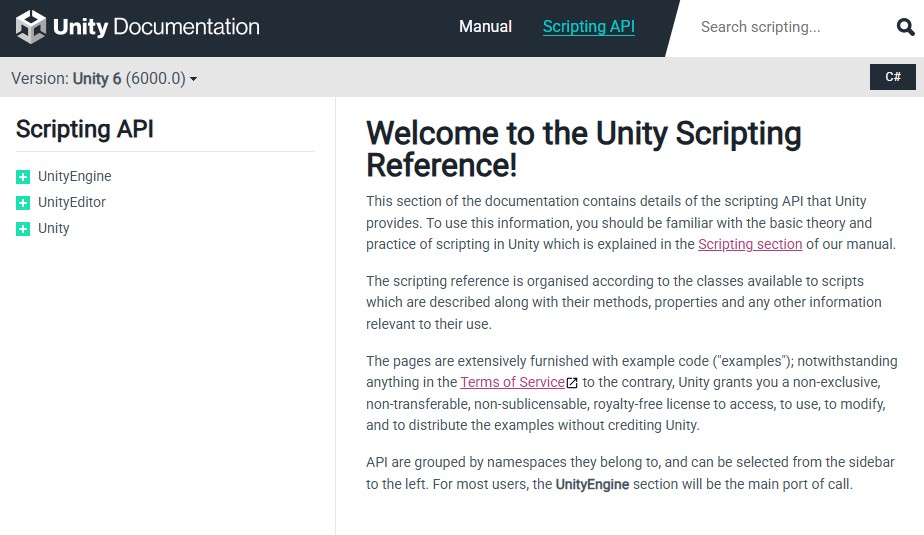 Unity Documentation
Manual
Scripting API
Search scripting...
Version: Unity 6 (6000.0)
C#
Scripting API
UnityEngine
UnityEditor
Unity
Welcome to the Unity Scripting
Reference!
This section of the documentation contains details of the scripting API that Unity
provides. To use this information, you should be familiar with the basic theory and
practice of scripting in Unity which is explained in the Scripting section of our manual.
The scripting reference is organised according to the classes available to scripts
which are described along with their methods, properties and any other information
relevant to their use.
The pages are extensively furnished with example code ("examples"); notwithstanding
anything in the Terms of Service to the contrary, Unity grants you a non-exclusive,
non-transferable, non-sublicensable, royalty-free license to access, to use, to modify,
and to distribute the examples without crediting Unity.
API are grouped by namespaces they belong to, and can be selected from the sidebar
to the left. For most users, the UnityEngine section will be the main port of call.